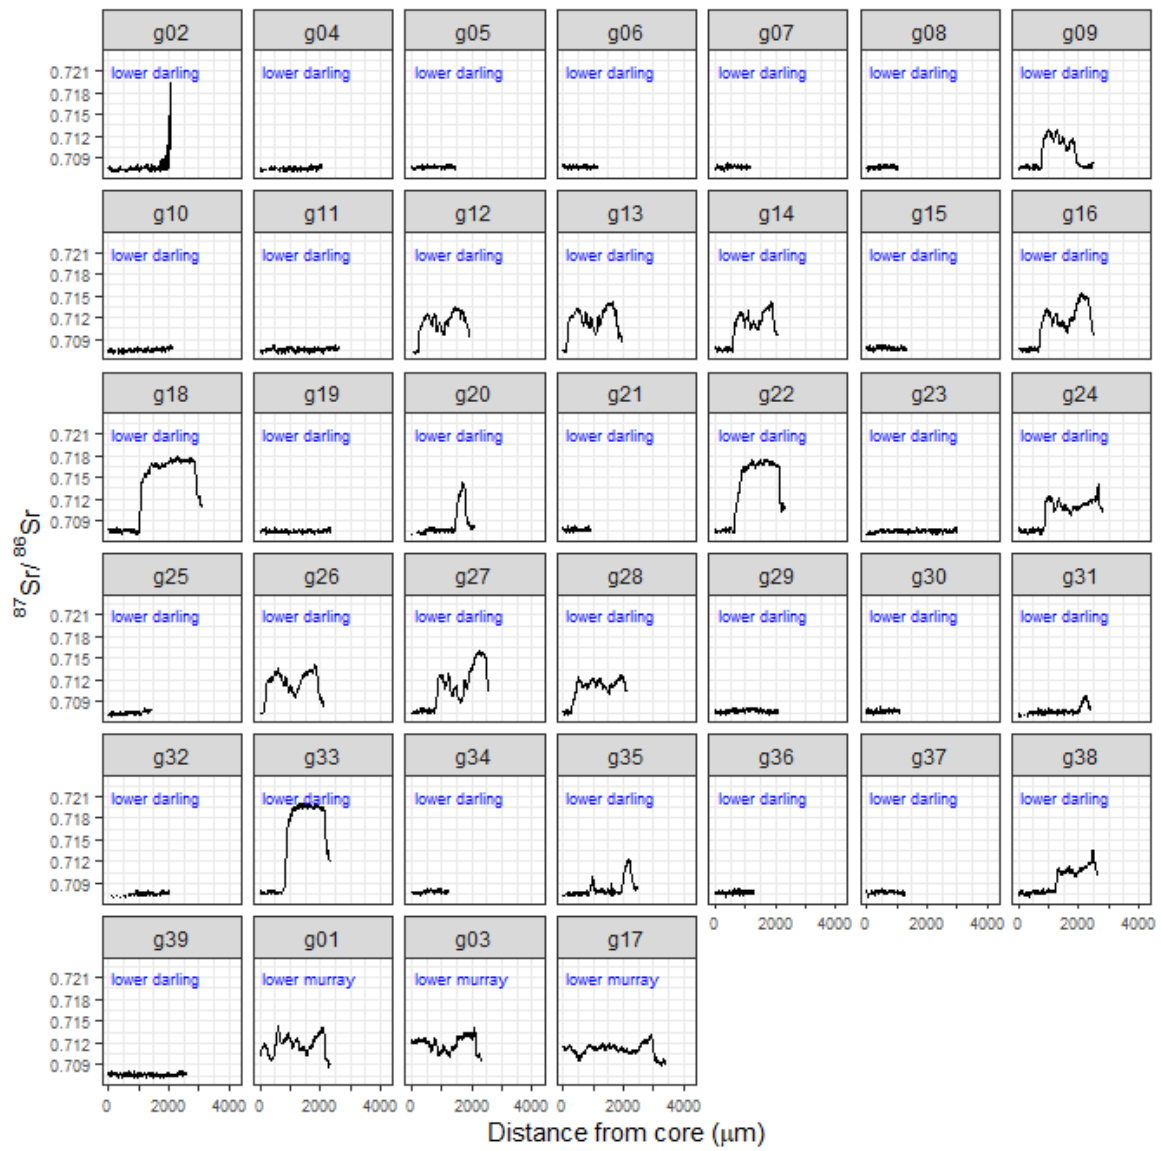 g02 g04 g05 g06 g07 g08 g09
lower darling lower darling lower darling lower darling lower darling lower darling lower darling
0.721
0.718
0.715
0.712
0.709
g10 g11 g12 g13 g14 g15 g16
lower darling lower darling lower darling lower darling lower darling lower darling lower darling
0.721
0.718
0.715
0.712
0.709
g18 g19 g20 g21 g22 g23 g24
lower darling lower darling lower darling lower darling lower darling lower darling lower darling
0.721
0.718
0.715
0.712
0.709
⁸⁷Sr/ ⁸⁶Sr
g25 g26 g27 g28 g29 g30 g31
lower darling lower darling lower darling lower darling lower darling lower darling lower darling
0.721
0.718
0.715
0.712
0.709
g32 g33 g34 g35 g36 g37 g38
lower darling lower darling lower darling lower darling lower darling lower darling lower darling
0.721
0.718
0.715
0.712
0.709
0 2000 4000 0 2000 4000 0 2000 4000
g39 g01 g03 g17
lower darling lower murray lower murray lower murray
0.721
0.718
0.715
0.712
0.709
0 2000 4000 0 2000 4000 0 2000 4000 0 2000 4000
Distance from core (μm)